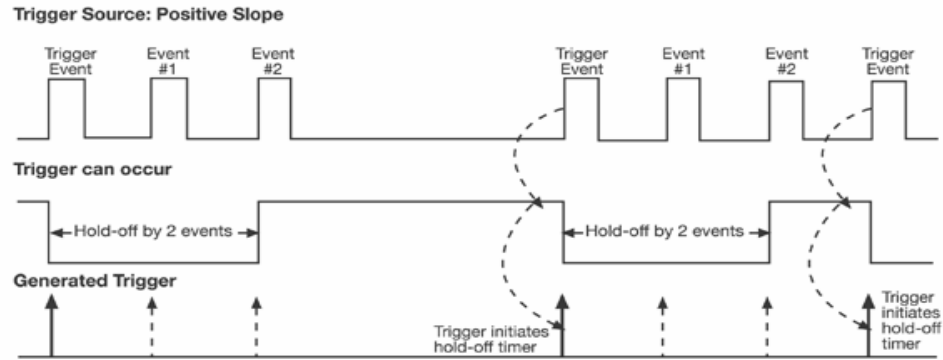 Trigger Source: Positive Slope
Trigger
Event
Event
#1
Event
#2
Trigger
Event
Event
#1
Event
#2
Trigger
Event
Trigger can occur
Hold-off by 2 events
Hold-off by 2 events
Generated Trigger
Trigger initiates
hold-off timer
Trigger
initiates
hold-off
timer